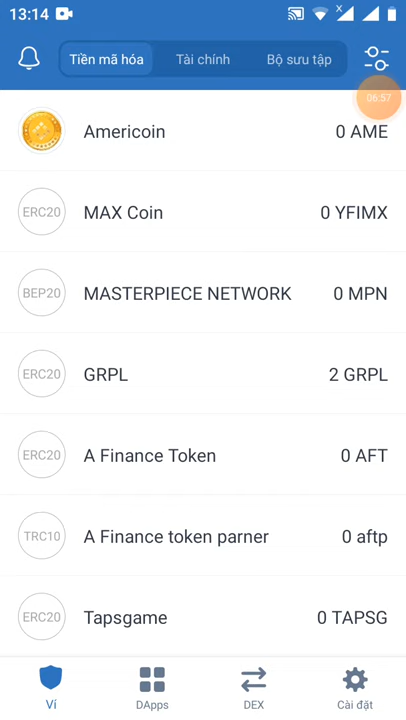 13:14
Tiền mã hóa
Tài chính
Bộ sưu tập
06:57
Americoin
0 AME
ERC20
MAX Coin
0 YFIMX
BEP20
MASTERPIECE NETWORK
0 MPN
ERC20
GRPL
2 GRPL
ERC20
A Finance Token
0 AFT
TRC10
A Finance token parner
0 aftp
ERC20
Tapsgame
0 TAPSG
Ví
DApps
DEX
Cài đặt